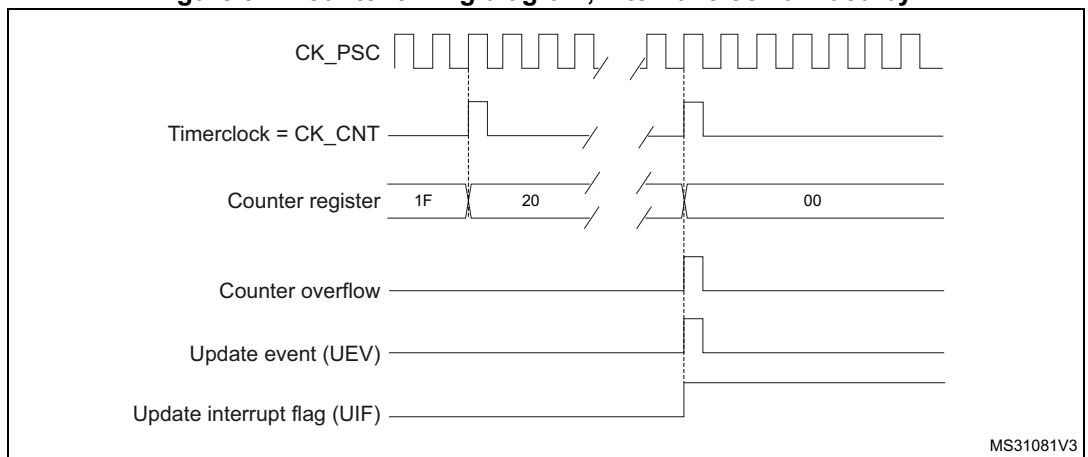 CK_PSC
Timerclock = CK_CNT
Counter register 1F 20 00
Counter overflow
Update event (UEV)
Update interrupt flag (UIF)
MS31081V3